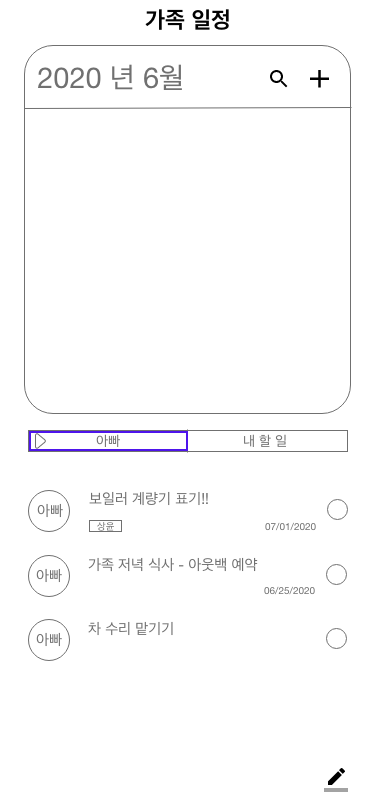 가족 일정
2020 년 6월
아빠
내 할 일
아빠
보일러 계량기 표기!!
상윤
07/01/2020
아빠
가족 저녁 식사 - 아웃백 예약
06/25/2020
아빠
차 수리 맡기기